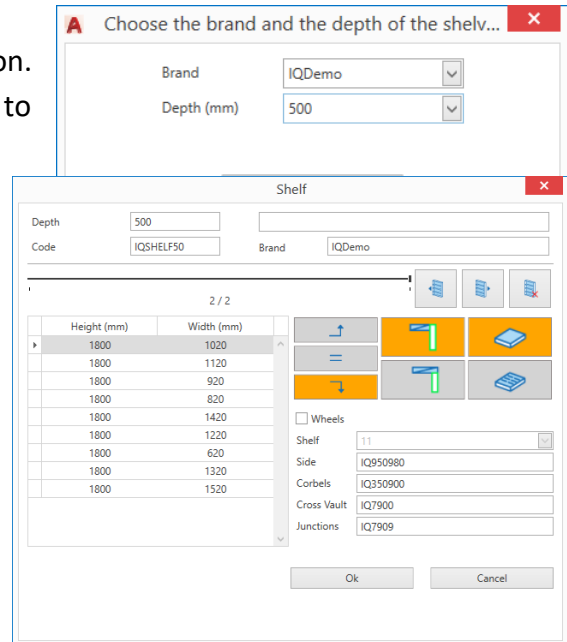 on.
to
Choose the brand and the depth of the shelv...
Brand IQDemo
Depth (mm) 500
Shelf
Depth 500
Code IQSHELF50 Brand IQDemo
2 / 2
Height (mm) Width (mm)
1800 1020
1800 1120
1800 920
1800 820
1800 1420
1800 1220
1800 620
1800 1320
1800 1520
Wheels
Shelf 11
Side IQ950980
Corbels IQ350900
Cross Vault IQ7900
Junctions IQ7909
Ok Cancel